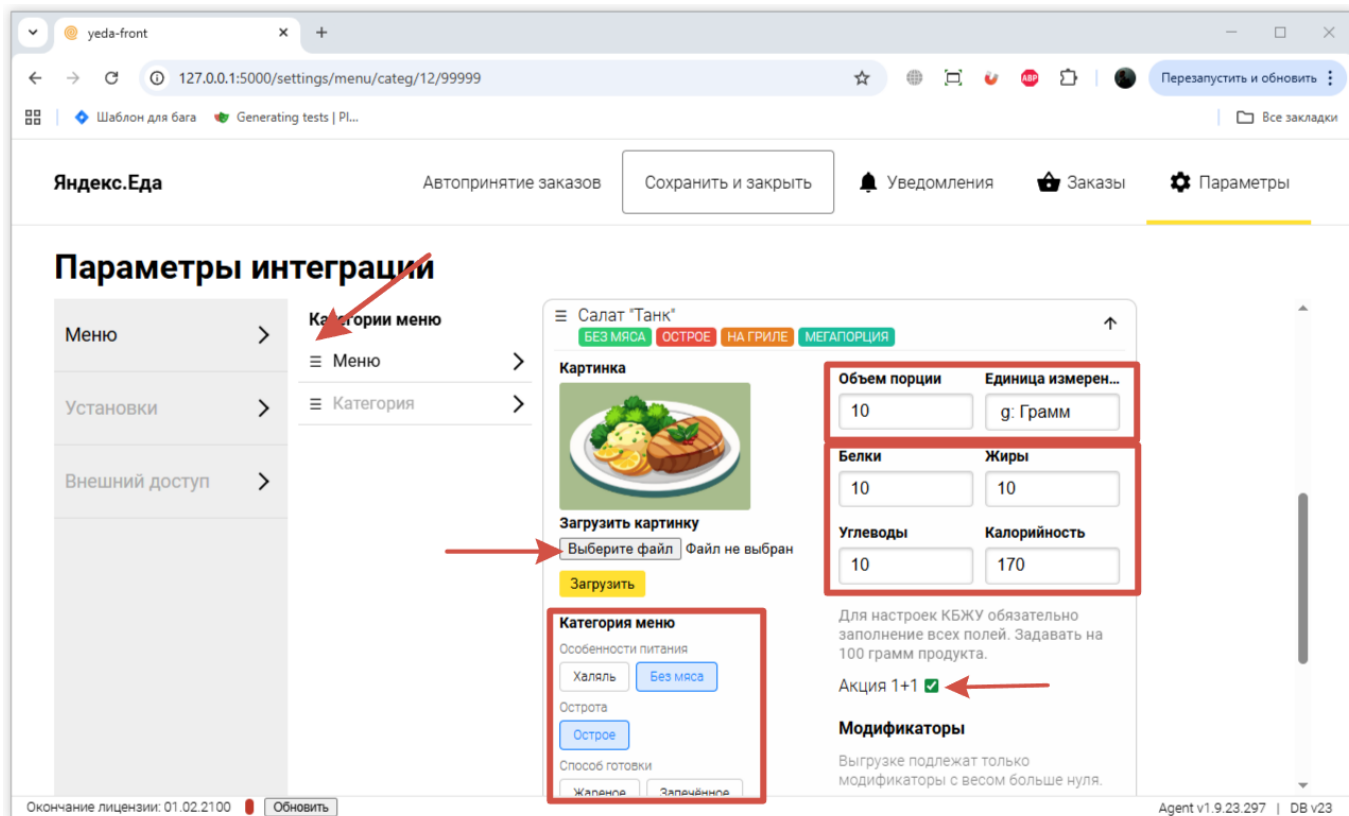 yeda-front
127.0.0.1:5000/settings/menu/categ/12/99999
ABP
Перезапустить и обновить
Шаблон для бага
Generating tests | Pl...
Все закладки
Яндекс.Еда
Автопринятие заказов
Сохранить и закрыть
Уведомления
Заказы
Параметры
Параметры интеграции
Меню
Установки
Внешний доступ
Категории меню
Меню
Категория
Салат "Танк"
БЕЗ МЯСА ОСТРОЕ НА ГРИЛЕ МЕГАПОРЦИЯ
Картинка
Загрузить картинку
Выберите файл Файл не выбран
Загрузить
Категория меню
Особенности питания
Халяль Без мяса
Острота
Острое
Способ готовки
Жареное Запечённое
Объем порции Единица измерен...
10 g: Грамм
Белки Жиры
10 10
Углеводы Калорийность
10 170
Для настроек КБЖУ обязательно
заполнение всех полей. Задавать на
100 грамм продукта.
Акция 1+1
Модификаторы
Выгрузке подлежат только
модификаторы с весом больше нуля.
Окончание лицензии: 01.02.2100 Обновить
Agent v1.9.23.297 | DB v23